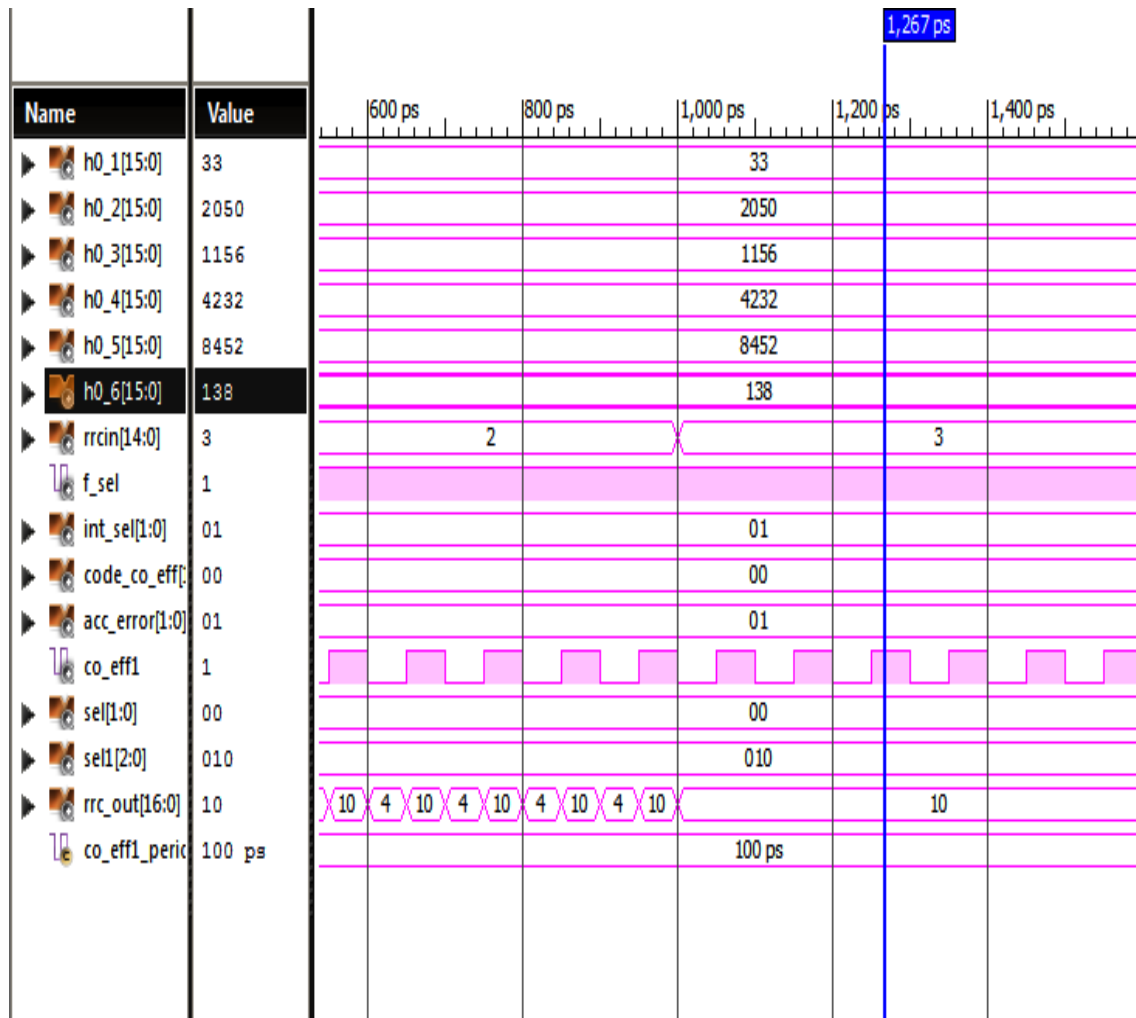 1,267 ps
Name Value 600 ps 800 ps 1,000 ps 1,200 ps 1,400 ps
h0_1[15:0] 33 33
h0_2[15:0] 2050 2050
h0_3[15:0] 1156 1156
h0_4[15:0] 4232 4232
h0_5[15:0] 8452 8452
h0_6[15:0] 138 138
rrcin[14:0] 3 2 3
f_sel 1
int_sel[1:0] 01 01
code_co_eff[: 00 00
acc_error[1:0] 01 01
co_eff1 1
sel[1:0] 00 00
sel1[2:0] 010 010
rrc_out[16:0] 10 10 4 10 4 10 4 10 4 10 10
co_eff1_peric 100 ps 100 ps